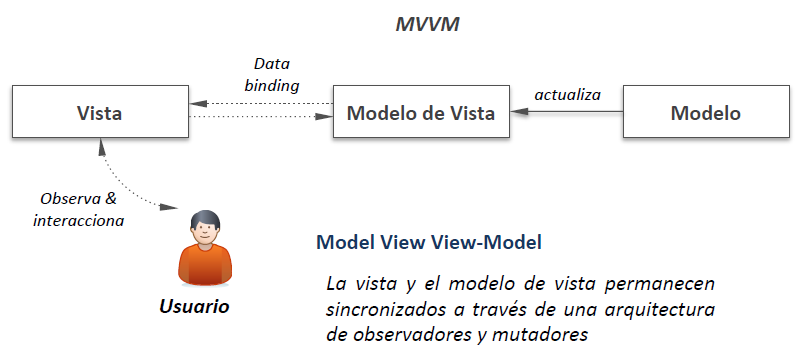 MVVM
Data
binding
Vista
Modelo de Vista
actualiza
Modelo
Observa &
interacciona
Usuario
Model View View-Model
La vista y el modelo de vista permanecen
sincronizados a través de una arquitectura
de observadores y mutadores